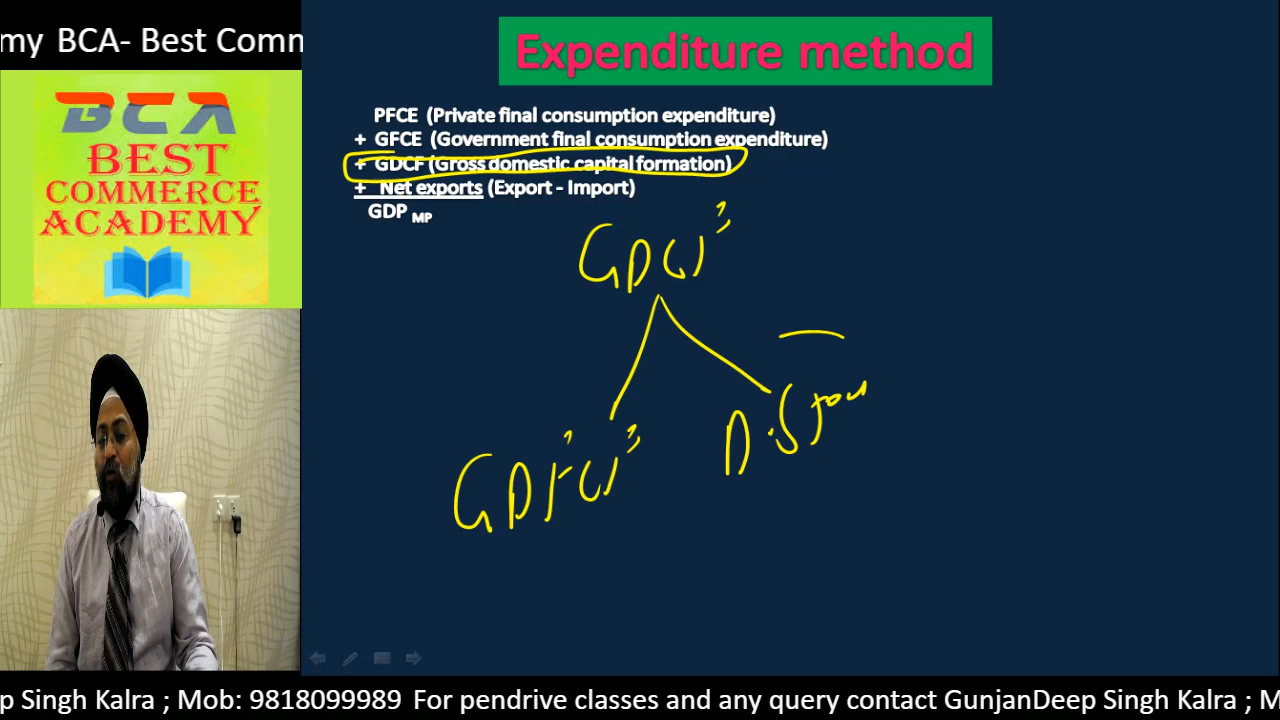 my BCA- Best Comm
Expenditure method
BCA
BEST
COMMERCE
ACADEMY
PFCE (Private final consumption expenditure)
+ GFCE (Government final consumption expenditure)
+ GDCF (Gross domestic capital formation)
+ Net exports (Export - Import)
GDP MP
GDCF
GDFCF
p Singh Kalra ; Mob: 9818099989 For pendrive classes and any query contact GunjanDeep Singh Kalra ; M